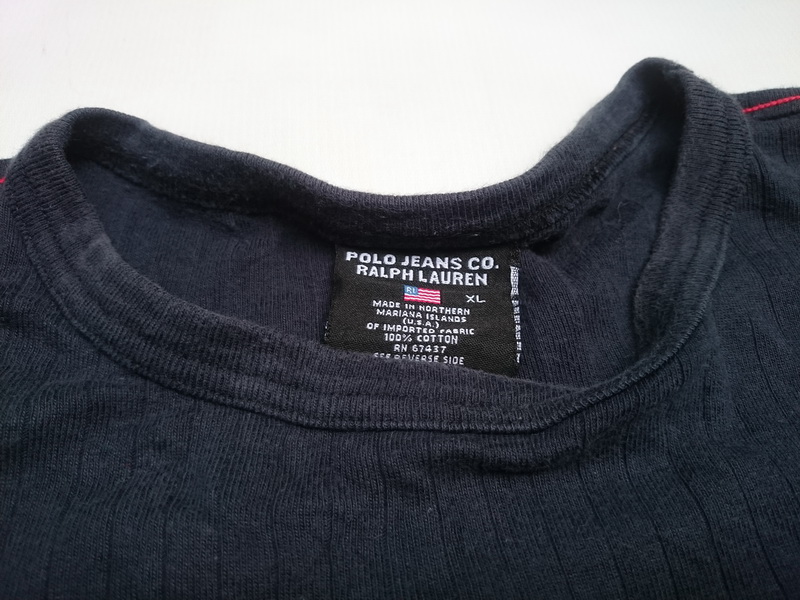 POLO JEANS CO.
RALPH LAUREN
RL XL
MADE IN NORTHERN
MARIANA ISLANDS
(U.S.A.)
OF IMPORTED FABRIC
100% COTTON
RN 67437
SEE REVERSE SIDE